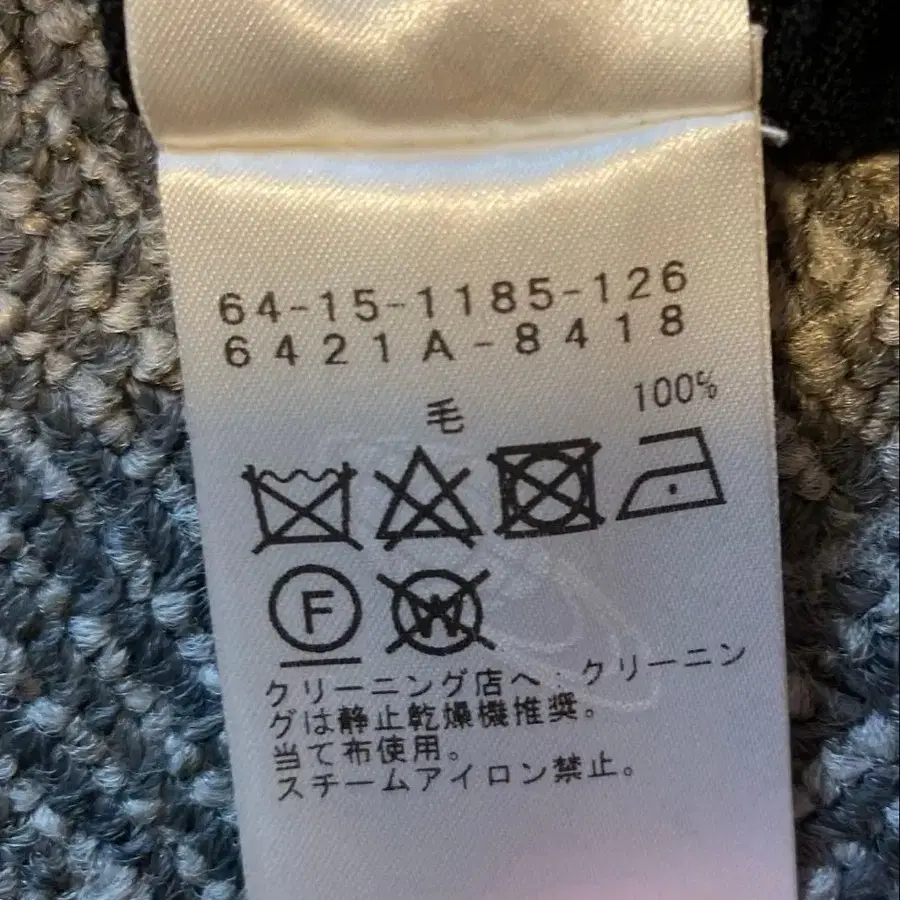 64-15-1185-126
6421A-8418
毛 100%
F W
クリーニング店へ:クリーニン
グは静止乾燥機推奨。
当て布使用。
スチームアイロン禁止。